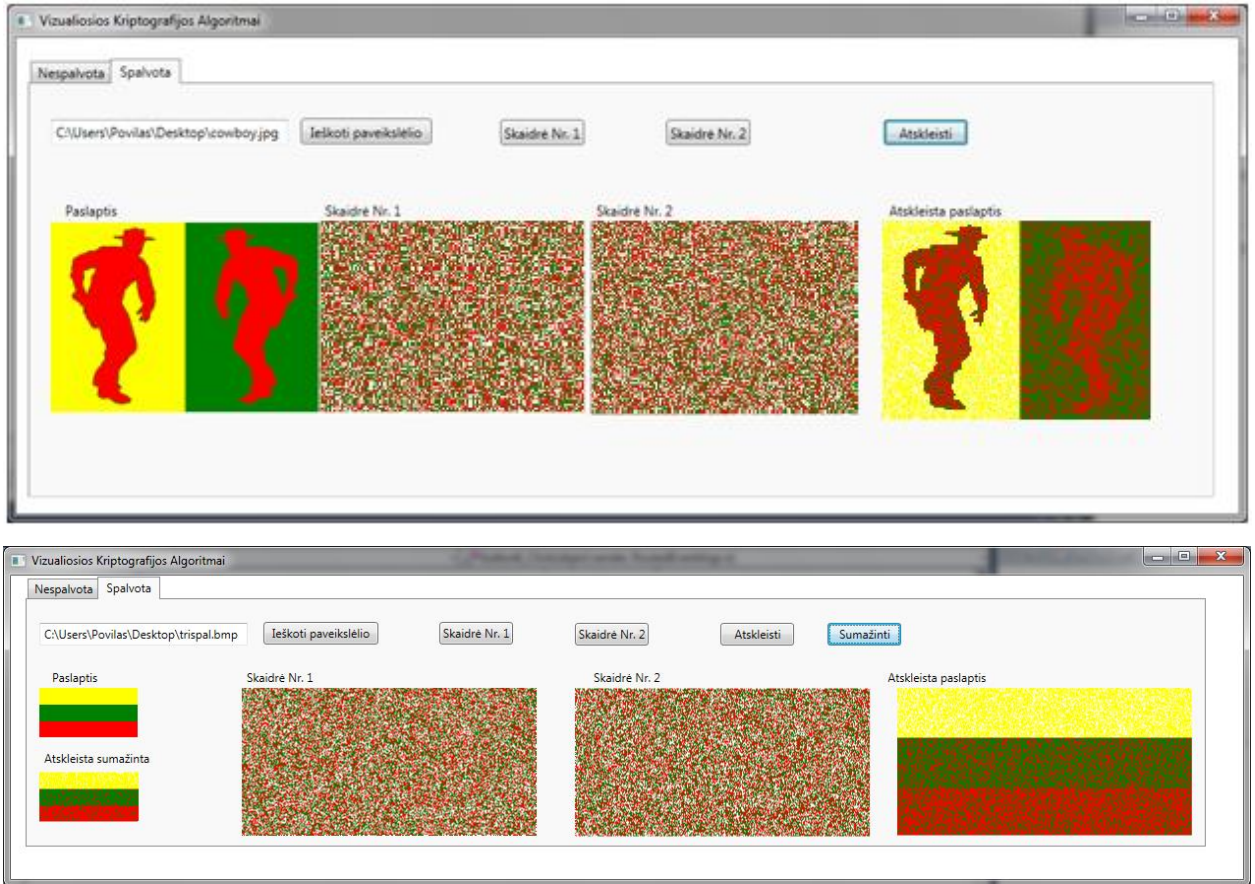 Vizualiosios Kriptografijos Algoritmai
Nespalvota Spalvota
C:\Users\Povilas\Desktop\cowboy.jpg Ieškoti paveikslėlio Skaidrė Nr. 1 Skaidrė Nr. 2 Atskleisti
Paslaptis Skaidrė Nr. 1 Skaidrė Nr. 2 Atskleista paslaptis
Vizualiosios Kriptografijos Algoritmai
Nespalvota Spalvota
C:\Users\Povilas\Desktop\trispal.bmp Ieškoti paveikslėlio Skaidrė Nr. 1 Skaidrė Nr. 2 Atskleisti Sumažinti
Paslaptis Skaidrė Nr. 1 Skaidrė Nr. 2 Atskleista paslaptis
Atskleista sumažinta